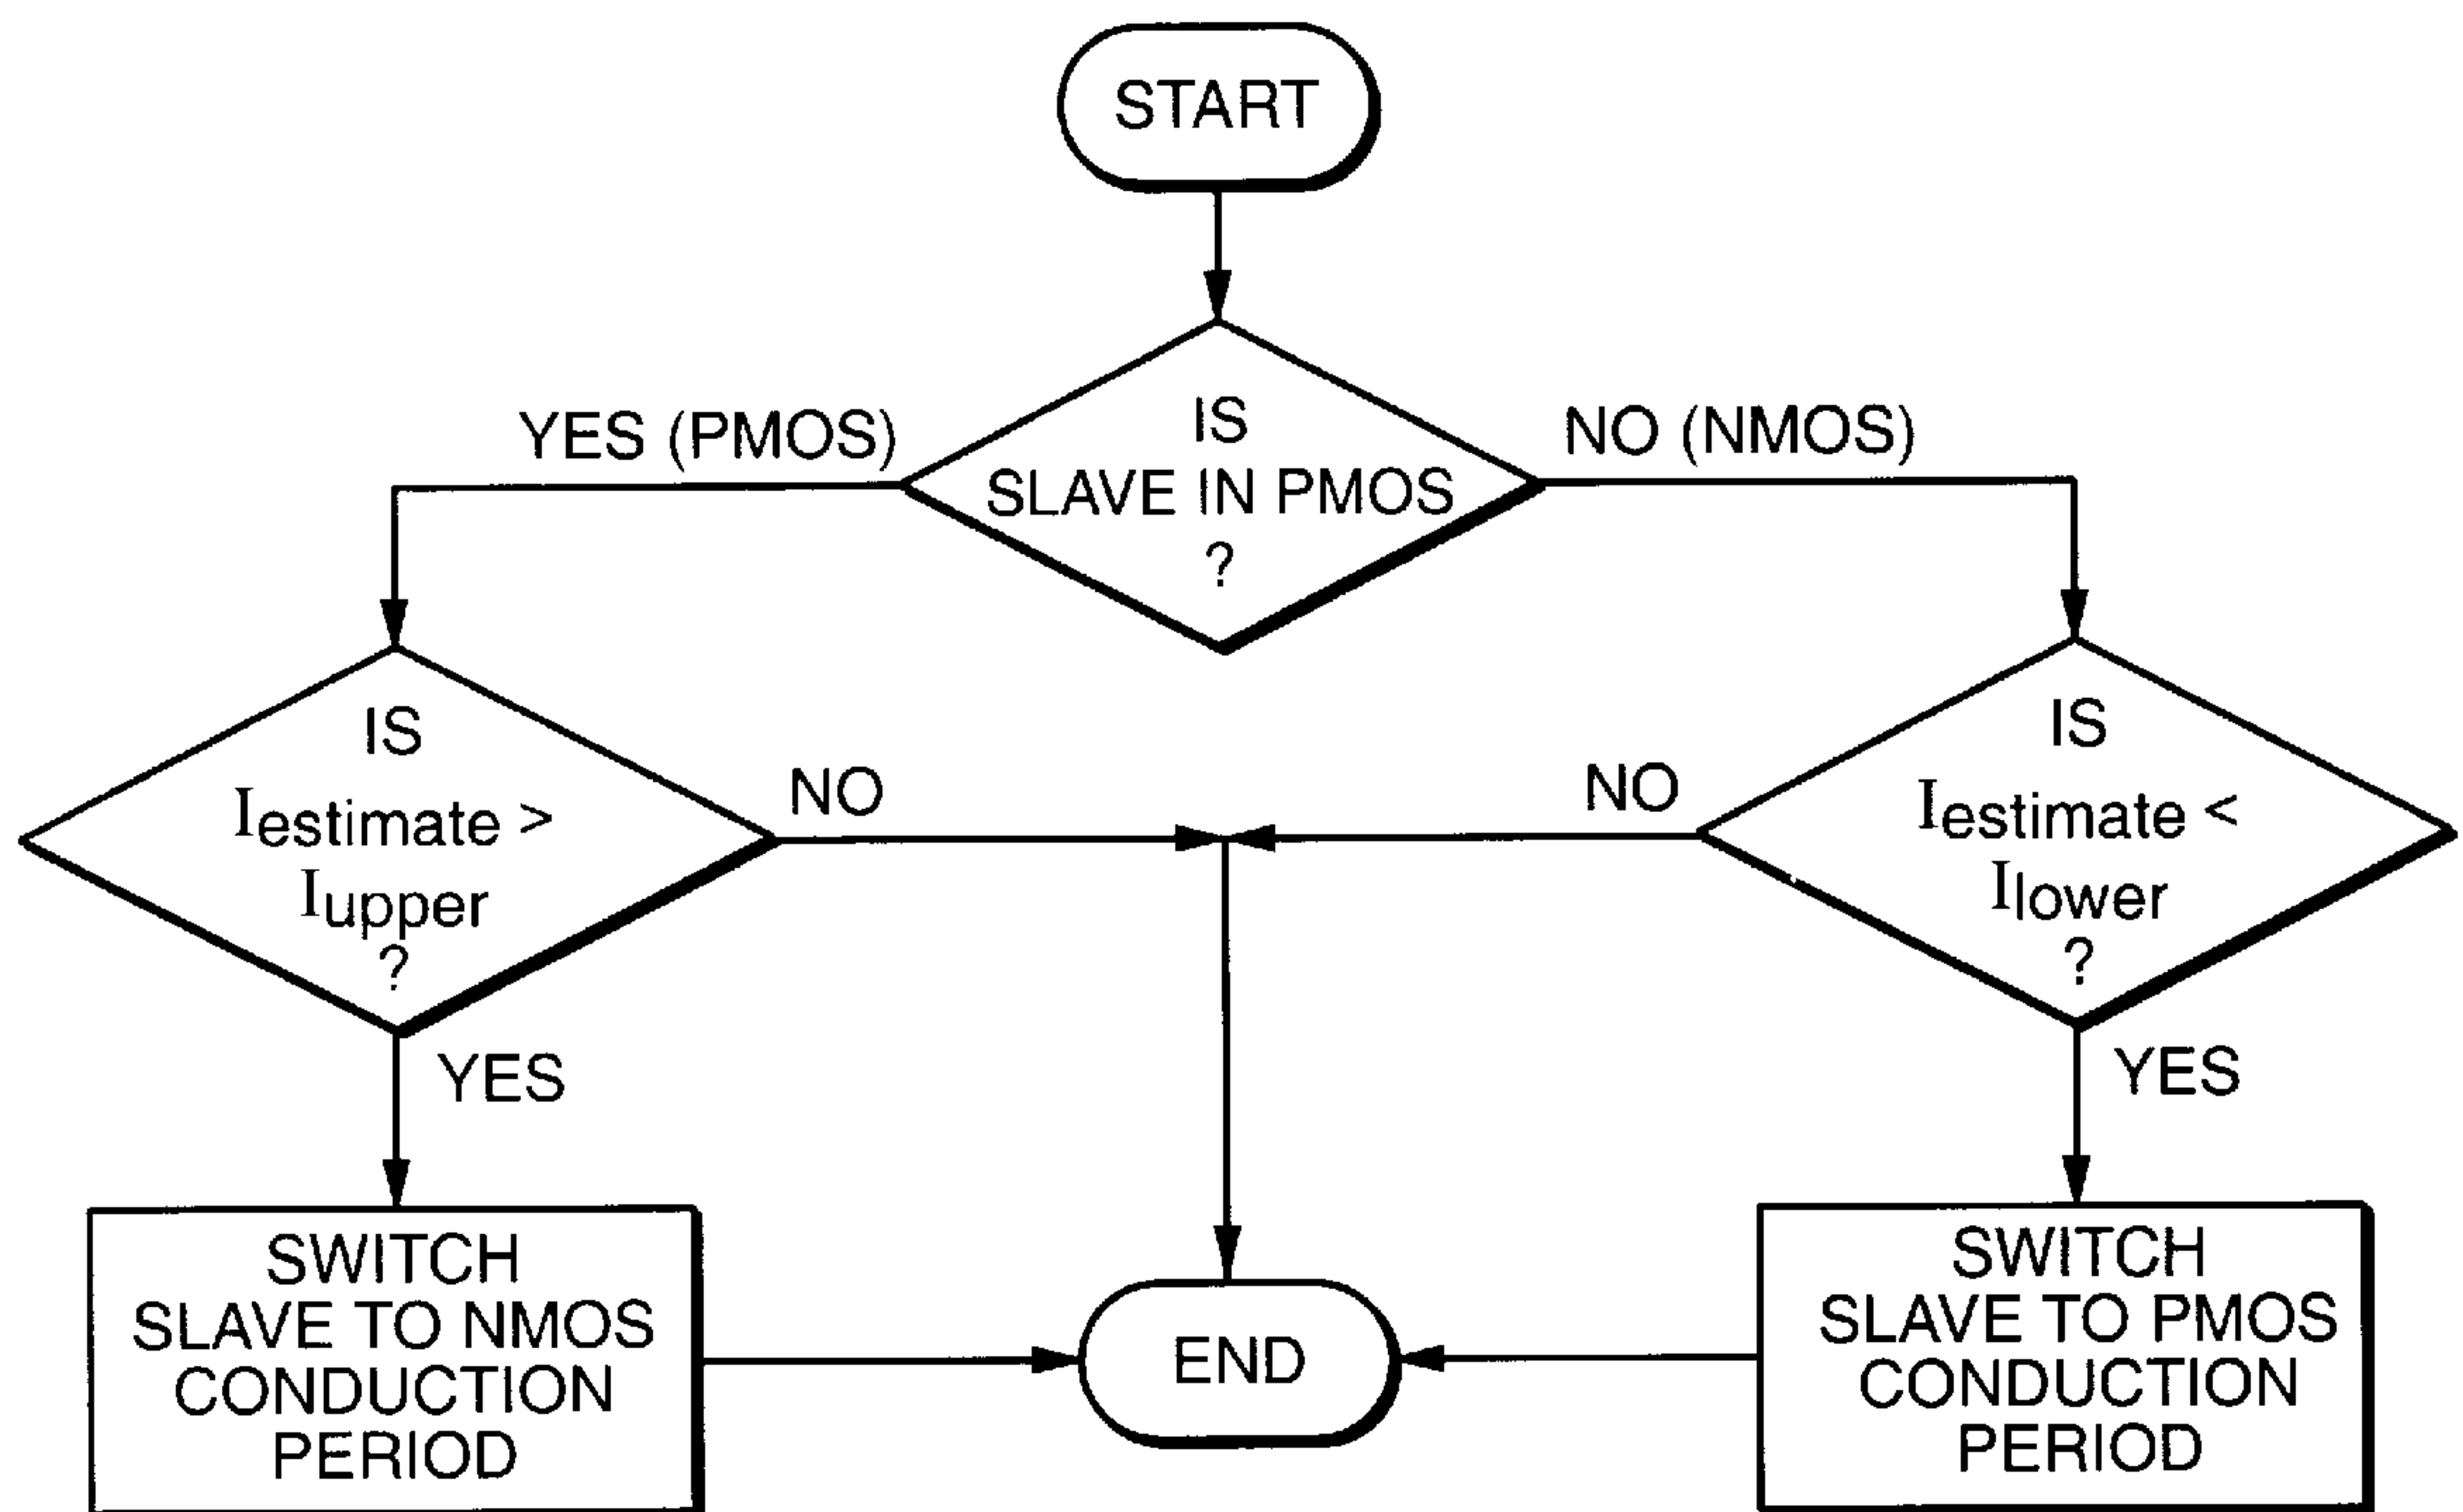 START
YES (PMOS)
IS
SLAVE IN PMOS
?
NO (NMOS)
IS
Iestimate >
Iupper
?
NO
NO
IS
Iestimate <
Ilower
?
YES
YES
SWITCH
SLAVE TO NMOS
CONDUCTION
PERIOD
END
SWITCH
SLAVE TO PMOS
CONDUCTION
PERIOD